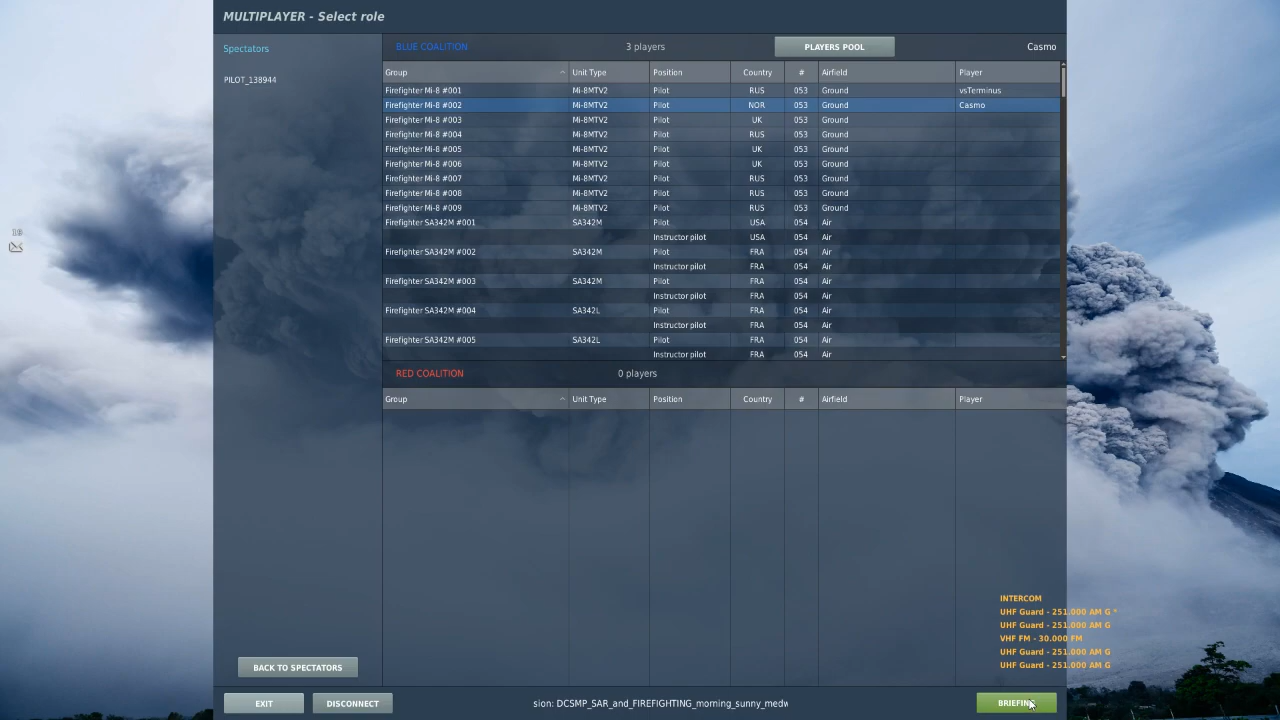 MULTIPLAYER - Select role
Spectators
PILOT_138944
BLUE COALITION 3 players PLAYERS POOL Casmo
Group Unit Type Position Country # Airfield Player
Firefighter Mi-8 #001 Mi-8MTV2 Pilot RUS 053 Ground vsTerminus
Firefighter Mi-8 #002 Mi-8MTV2 Pilot NOR 053 Ground Casmo
Firefighter Mi-8 #003 Mi-8MTV2 Pilot UK 053 Ground
Firefighter Mi-8 #004 Mi-8MTV2 Pilot RUS 053 Ground
Firefighter Mi-8 #005 Mi-8MTV2 Pilot UK 053 Ground
Firefighter Mi-8 #006 Mi-8MTV2 Pilot UK 053 Ground
Firefighter Mi-8 #007 Mi-8MTV2 Pilot RUS 053 Ground
Firefighter Mi-8 #008 Mi-8MTV2 Pilot RUS 053 Ground
Firefighter Mi-8 #009 Mi-8MTV2 Pilot RUS 053 Ground
Firefighter SA342M #001 SA342M Pilot USA 054 Air
Instructor pilot USA 054 Air
Firefighter SA342M #002 SA342M Pilot FRA 054 Air
Instructor pilot FRA 054 Air
Firefighter SA342M #003 SA342M Pilot FRA 054 Air
Instructor pilot FRA 054 Air
Firefighter SA342M #004 SA342L Pilot FRA 054 Air
Instructor pilot FRA 054 Air
Firefighter SA342M #005 SA342L Pilot FRA 054 Air
Instructor pilot FRA 054 Air
RED COALITION 0 players
Group Unit Type Position Country # Airfield Player
INTERCOM
UHF Guard - 251.000 AM G *
UHF Guard - 251.000 AM G
VHF FM - 30.000 FM
UHF Guard - 251.000 AM G
UHF Guard - 251.000 AM G
BACK TO SPECTATORS
EXIT DISCONNECT sion: DCSMP_SAR_and_FIREFIGHTING_morning_sunny_medw BRIEFING